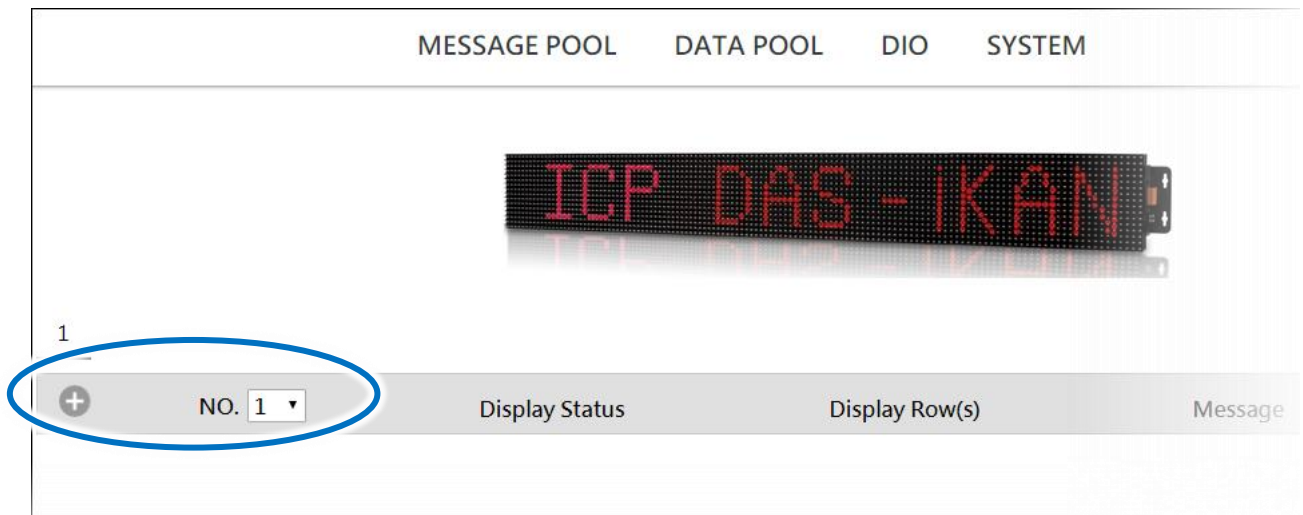 MESSAGE POOL DATA POOL DIO SYSTEM
ICP DAS - iKAN
1
NO. 1 Display Status Display Row(s) Message